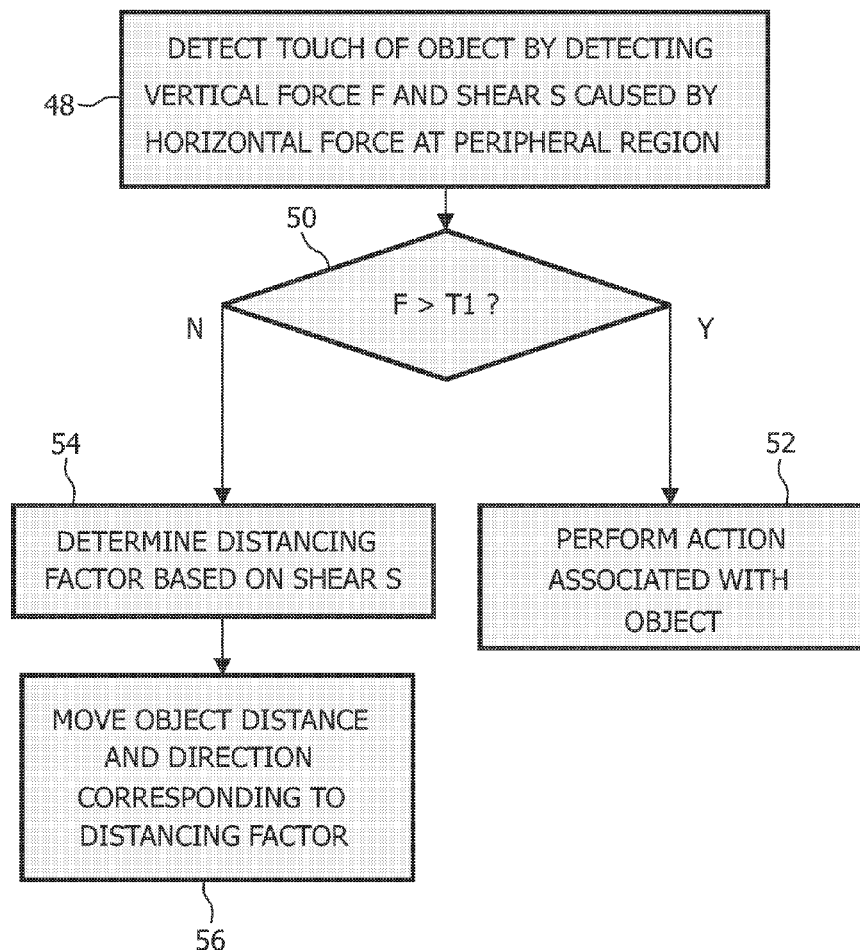 DETECT TOUCH OF OBJECT BY DETECTING
VERTICAL FORCE F AND SHEAR S CAUSED BY
HORIZONTAL FORCE AT PERIPHERAL REGION
48
50
F > T1 ?
N
Y
54
DETERMINE DISTANCING
FACTOR BASED ON SHEAR S
52
PERFORM ACTION
ASSOCIATED WITH
OBJECT
MOVE OBJECT DISTANCE
AND DIRECTION
CORRESPONDING TO
DISTANCING FACTOR
56